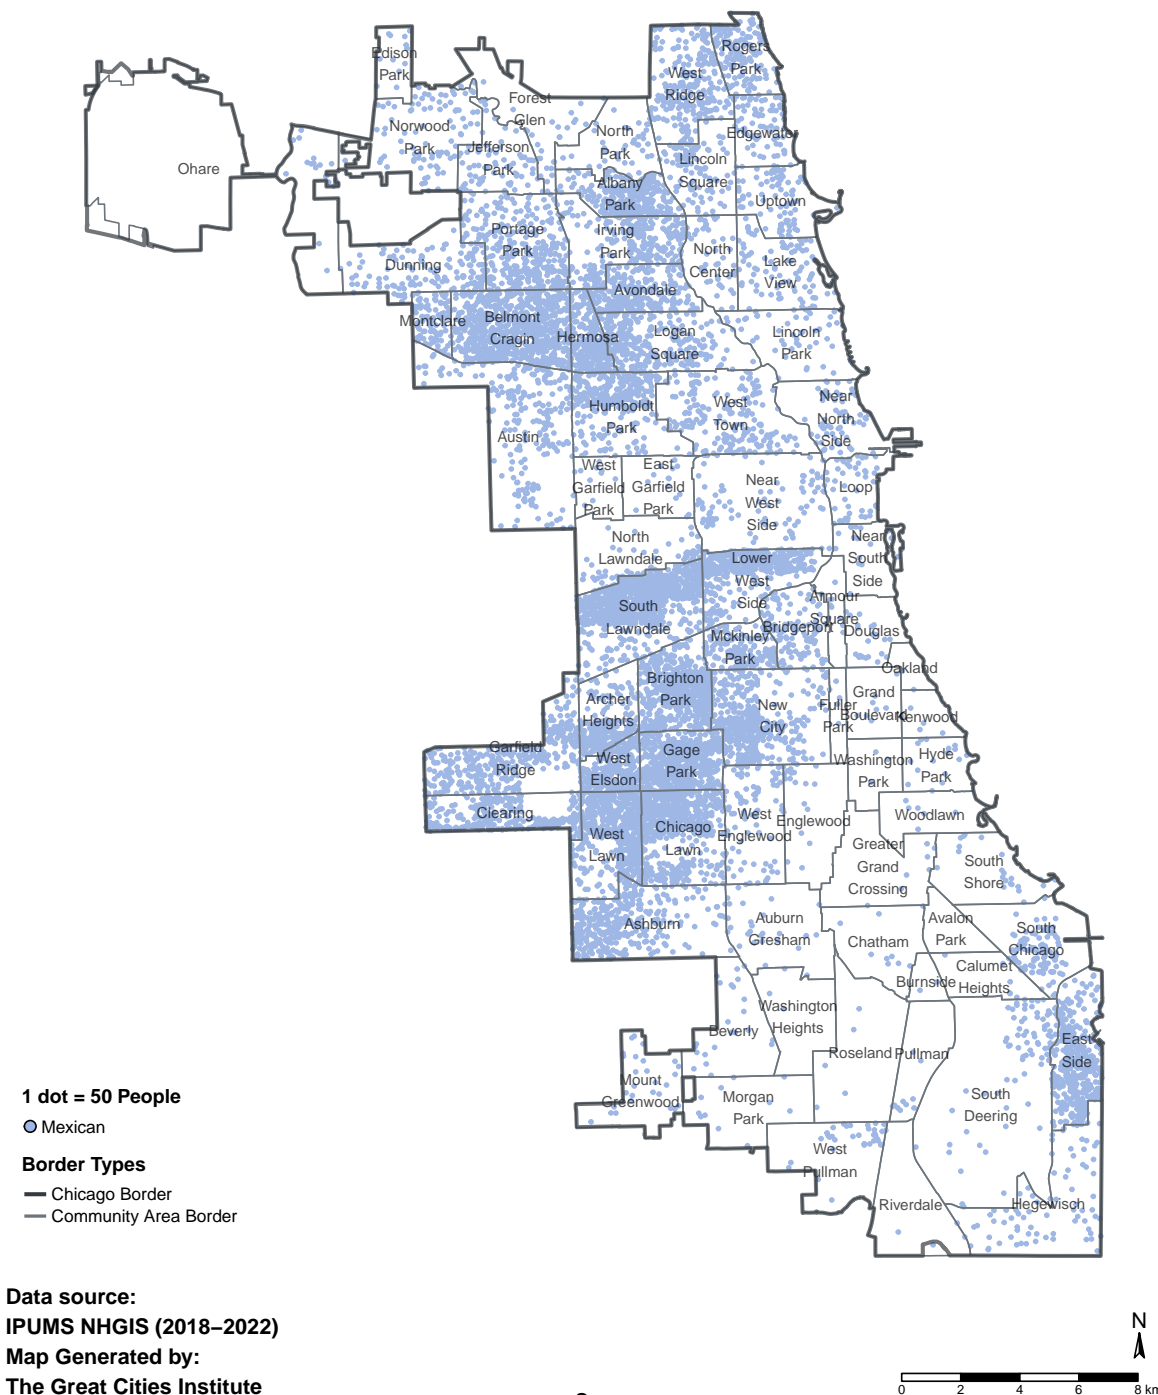 Edison
Park
Rogers
Park
West
Ridge
Forest
Glen
Norwood
Park
Jefferson
Park
North
Park
Edgewater
Lincoln
Square
Ohare
Albany
Park
Uptown
Portage
Park
Irving
Park
North
Center
Lake
View
Dunning
Avondale
Montclare
Belmont
Cragin
Hermosa
Logan
Square
Lincoln
Park
Humboldt
Park
West
Town
Near
North
Side
Austin
West
Garfield
Park
East
Garfield
Park
Near
West
Side
Loop
North
Lawndale
Near
South
Side
Lower
West
Side
South
Lawndale
Armour
Square
Bridgeport
Douglas
Mckinley
Park
Oakland
Brighton
Park
Archer
Heights
New
City
Fuller
Park
Grand
Boulevard
Kenwood
Garfield
Ridge
West
Elsdon
Gage
Park
Washington
Park
Hyde
Park
Clearing
West
Lawn
Chicago
Lawn
West
Englewood
Englewood
Woodlawn
Greater
Grand
Crossing
South
Shore
Ashburn
Auburn
Gresham
Chatham
Avalon
Park
South
Chicago
Burnside
Calumet
Heights
Beverly
Washington
Heights
Roseland
Pullman
East
Side
Mount
Greenwood
Morgan
Park
South
Deering
West
Pullman
Riverdale
Hegewisch
1 dot = 50 People
Mexican
Border Types
Chicago Border
Community Area Border
Data source:
IPUMS NHGIS (2018–2022)
Map Generated by:
The Great Cities Institute
N
0 2 4 6 8 km